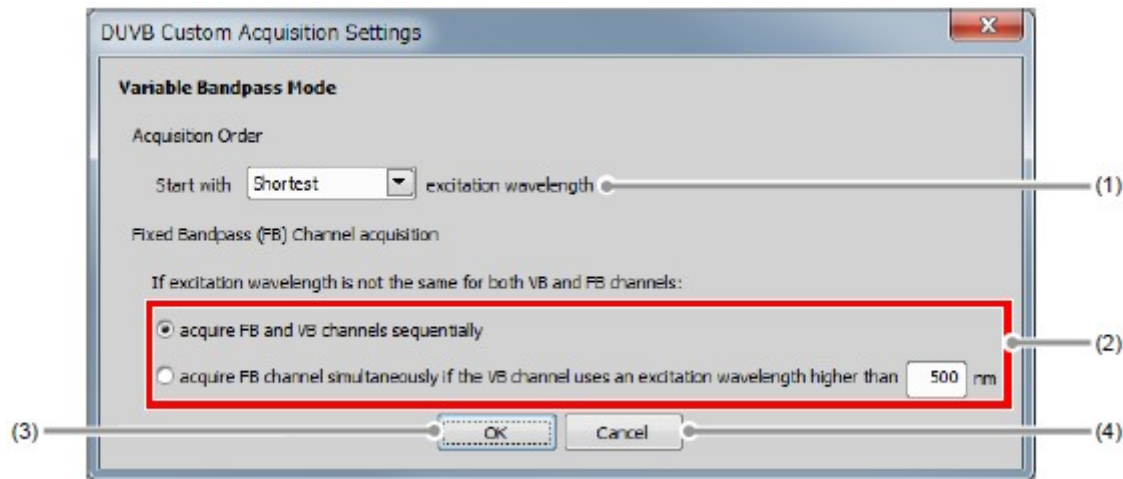 DUVB Custom Acquisition Settings
Variable Bandpass Mode
Acquisition Order
Start with Shortest excitation wavelength (1)
Fixed Bandpass (FB) Channel acquisition
If excitation wavelength is not the same for both VB and FB channels:
acquire FB and VB channels sequentially
(2)
acquire FB channel simultaneously if the VB channel uses an excitation wavelength higher than 500 nm
(3) OK Cancel (4)